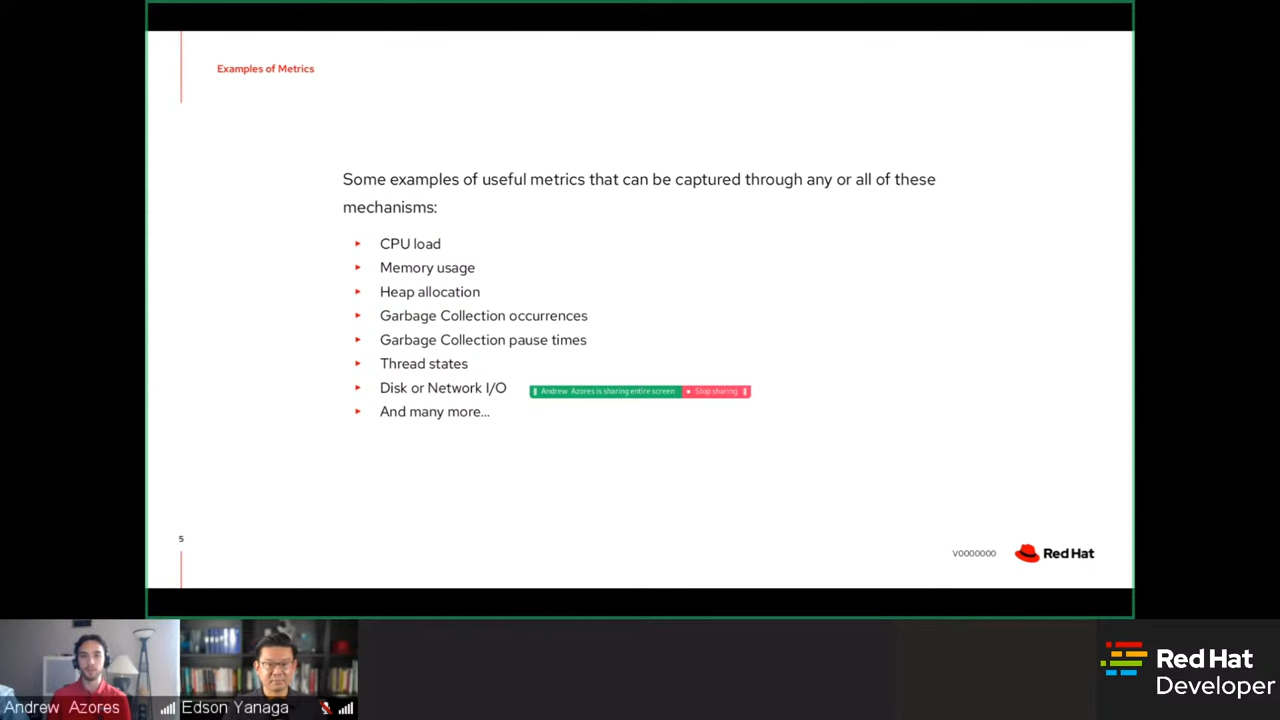 Examples of Metrics
Some examples of useful metrics that can be captured through any or all of these
mechanisms:
CPU load
Memory usage
Heap allocation
Garbage Collection occurrences
Garbage Collection pause times
Thread states
Disk or Network I/O
Andrew Azores is sharing entire screen
Stop sharing
And many more...
5
V0000000
Red Hat
Andrew Azores
Edson Yanaga
Red Hat
Developer